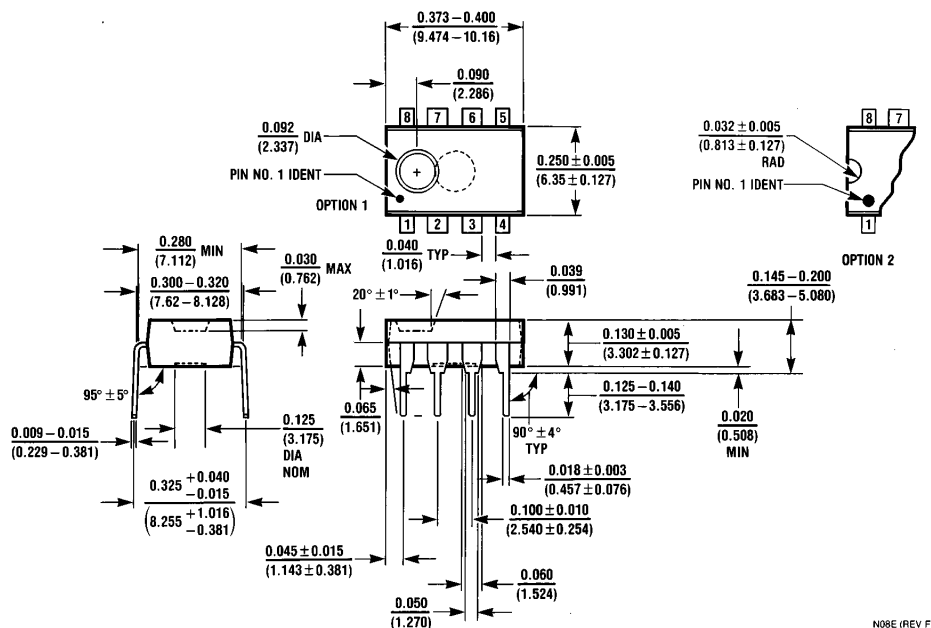 0.373 – 0.400
(9.474 – 10.16)
0.090
(2.286)
8 7 6 5
0.092 DIA
(2.337)
+
PIN NO. 1 IDENT
OPTION 1
0.250 ± 0.005
(6.35 ± 0.127)
1 2 3 4
0.032 ± 0.005
(0.813 ± 0.127)
RAD
PIN NO. 1 IDENT
8 7
1
OPTION 2
0.280 MIN
(7.112)
0.300 – 0.320
(7.62 – 8.128)
0.030 MAX
(0.762)
0.040 TYP
(1.016)
0.039
(0.991)
20° ± 1°
0.145 – 0.200
(3.683 – 5.080)
0.130 ± 0.005
(3.302 ± 0.127)
95° ± 5°
0.009 – 0.015
(0.229 – 0.381)
0.125
(3.175)
DIA
NOM
0.065
(1.651)
90° ± 4°
TYP
0.125 – 0.140
(3.175 – 3.556)
0.020
(0.508)
MIN
0.325 +0.040
−0.015
(8.255 +1.016
−0.381)
0.018 ± 0.003
(0.457 ± 0.076)
0.100 ± 0.010
(2.540 ± 0.254)
0.045 ± 0.015
(1.143 ± 0.381)
0.060
(1.524)
0.050
(1.270)
N08E (REV F